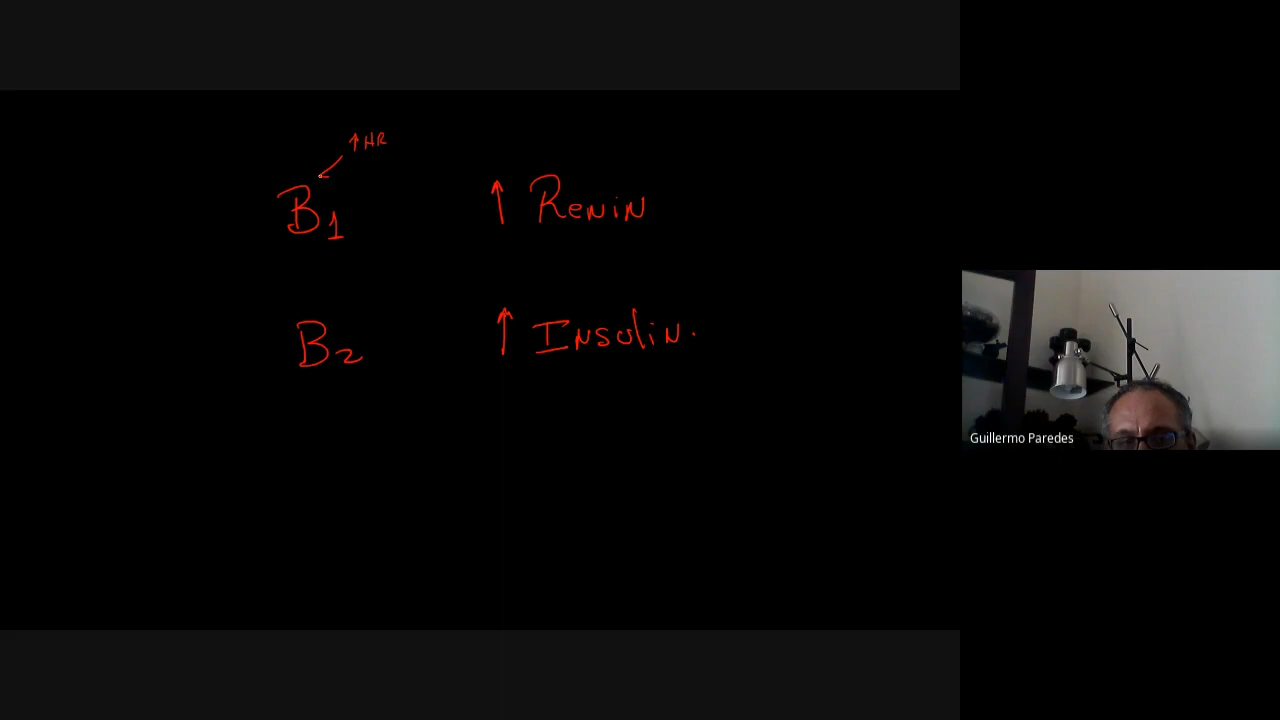 ↑ HR
B1 ↑ Renin
B2 ↑ Insulin.
Guillermo Paredes